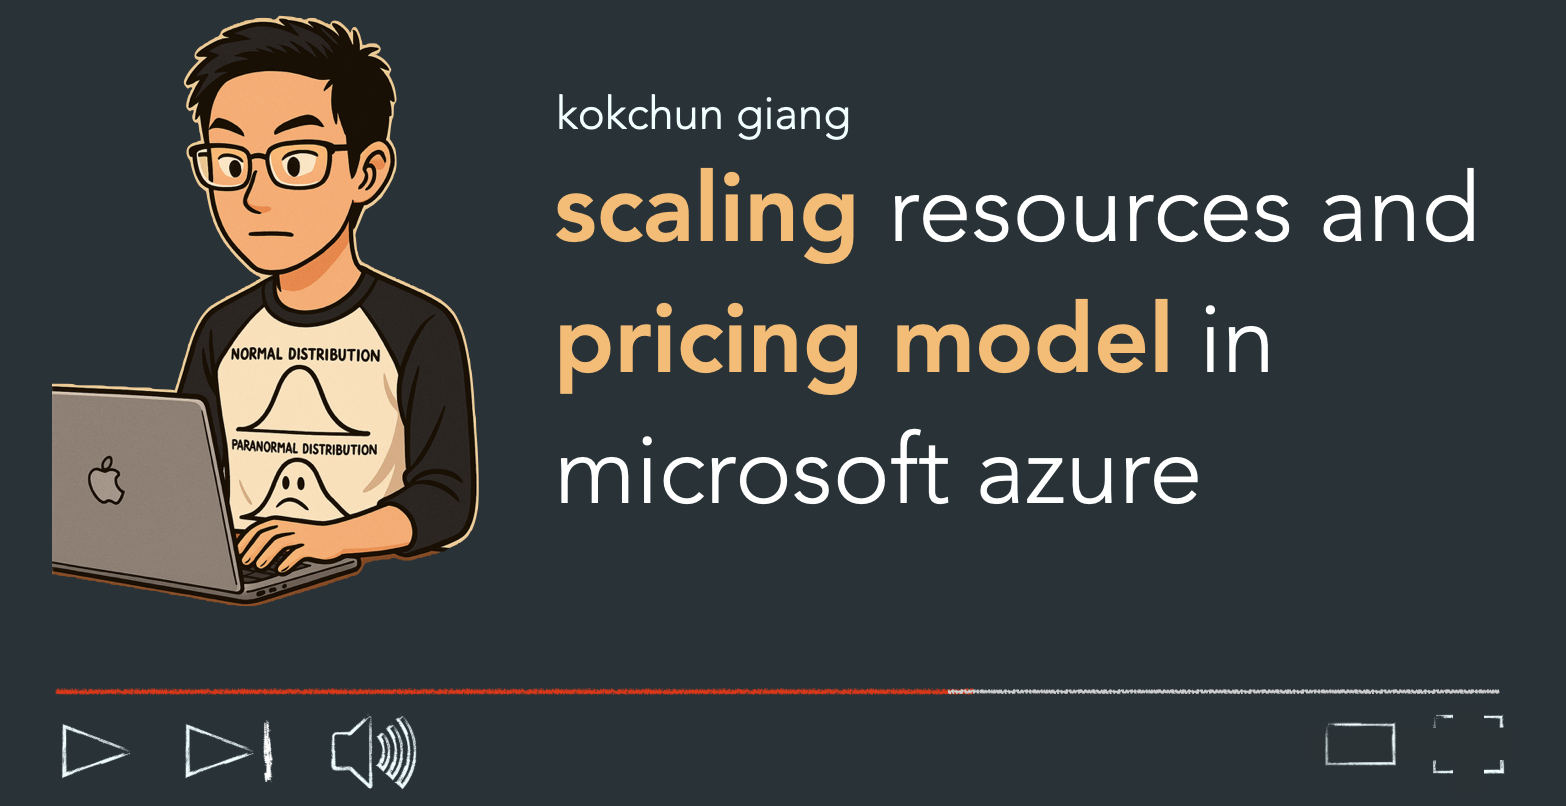 kokchun giang
scaling resources and
pricing model in
microsoft azure
NORMAL DISTRIBUTION
PARANORMAL DISTRIBUTION